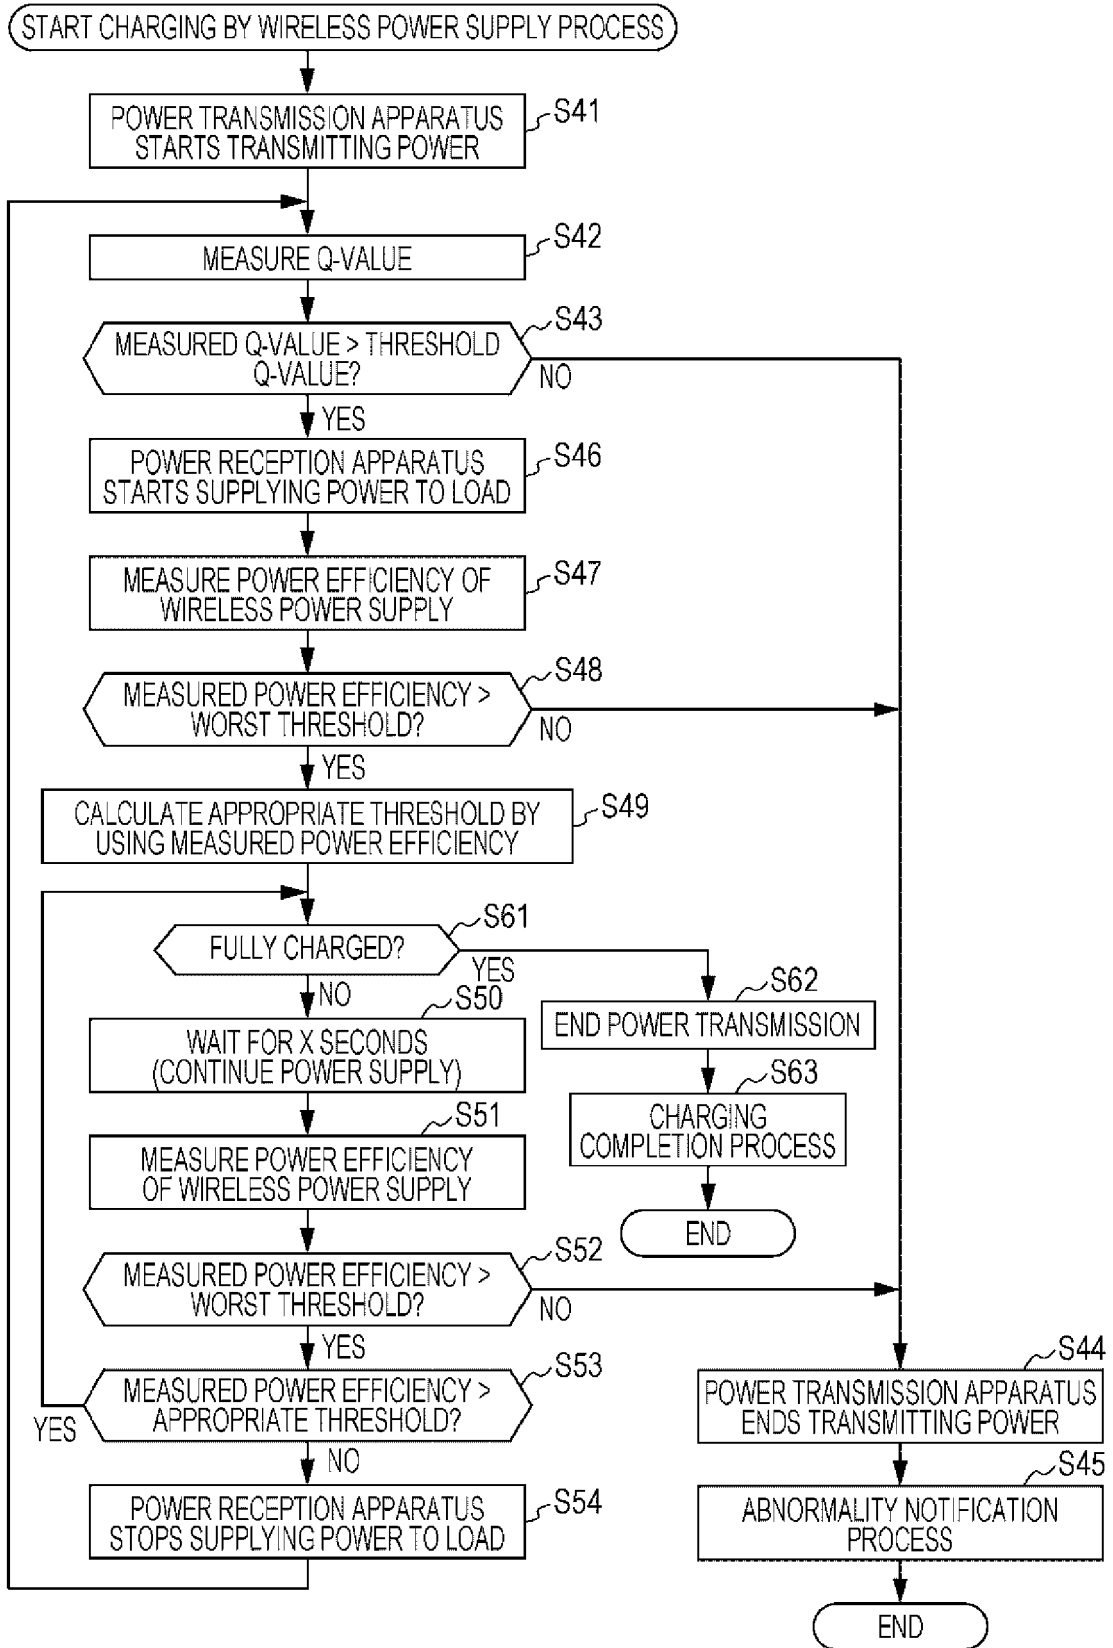 START CHARGING BY WIRELESS POWER SUPPLY PROCESS
POWER TRANSMISSION APPARATUS
STARTS TRANSMITTING POWER
S41
MEASURE Q-VALUE
S42
MEASURED Q-VALUE > THRESHOLD
Q-VALUE?
S43
NO
YES
POWER RECEPTION APPARATUS
STARTS SUPPLYING POWER TO LOAD
S46
MEASURE POWER EFFICIENCY OF
WIRELESS POWER SUPPLY
S47
MEASURED POWER EFFICIENCY >
WORST THRESHOLD?
S48
NO
YES
CALCULATE APPROPRIATE THRESHOLD BY
USING MEASURED POWER EFFICIENCY
S49
FULLY CHARGED?
S61
YES
NO
S50
WAIT FOR X SECONDS
(CONTINUE POWER SUPPLY)
S62
END POWER TRANSMISSION
S63
CHARGING
COMPLETION PROCESS
END
S51
MEASURE POWER EFFICIENCY
OF WIRELESS POWER SUPPLY
MEASURED POWER EFFICIENCY >
WORST THRESHOLD?
S52
NO
YES
MEASURED POWER EFFICIENCY >
APPROPRIATE THRESHOLD?
S53
YES
NO
POWER RECEPTION APPARATUS
STOPS SUPPLYING POWER TO LOAD
S54
S44
POWER TRANSMISSION APPARATUS
ENDS TRANSMITTING POWER
S45
ABNORMALITY NOTIFICATION
PROCESS
END